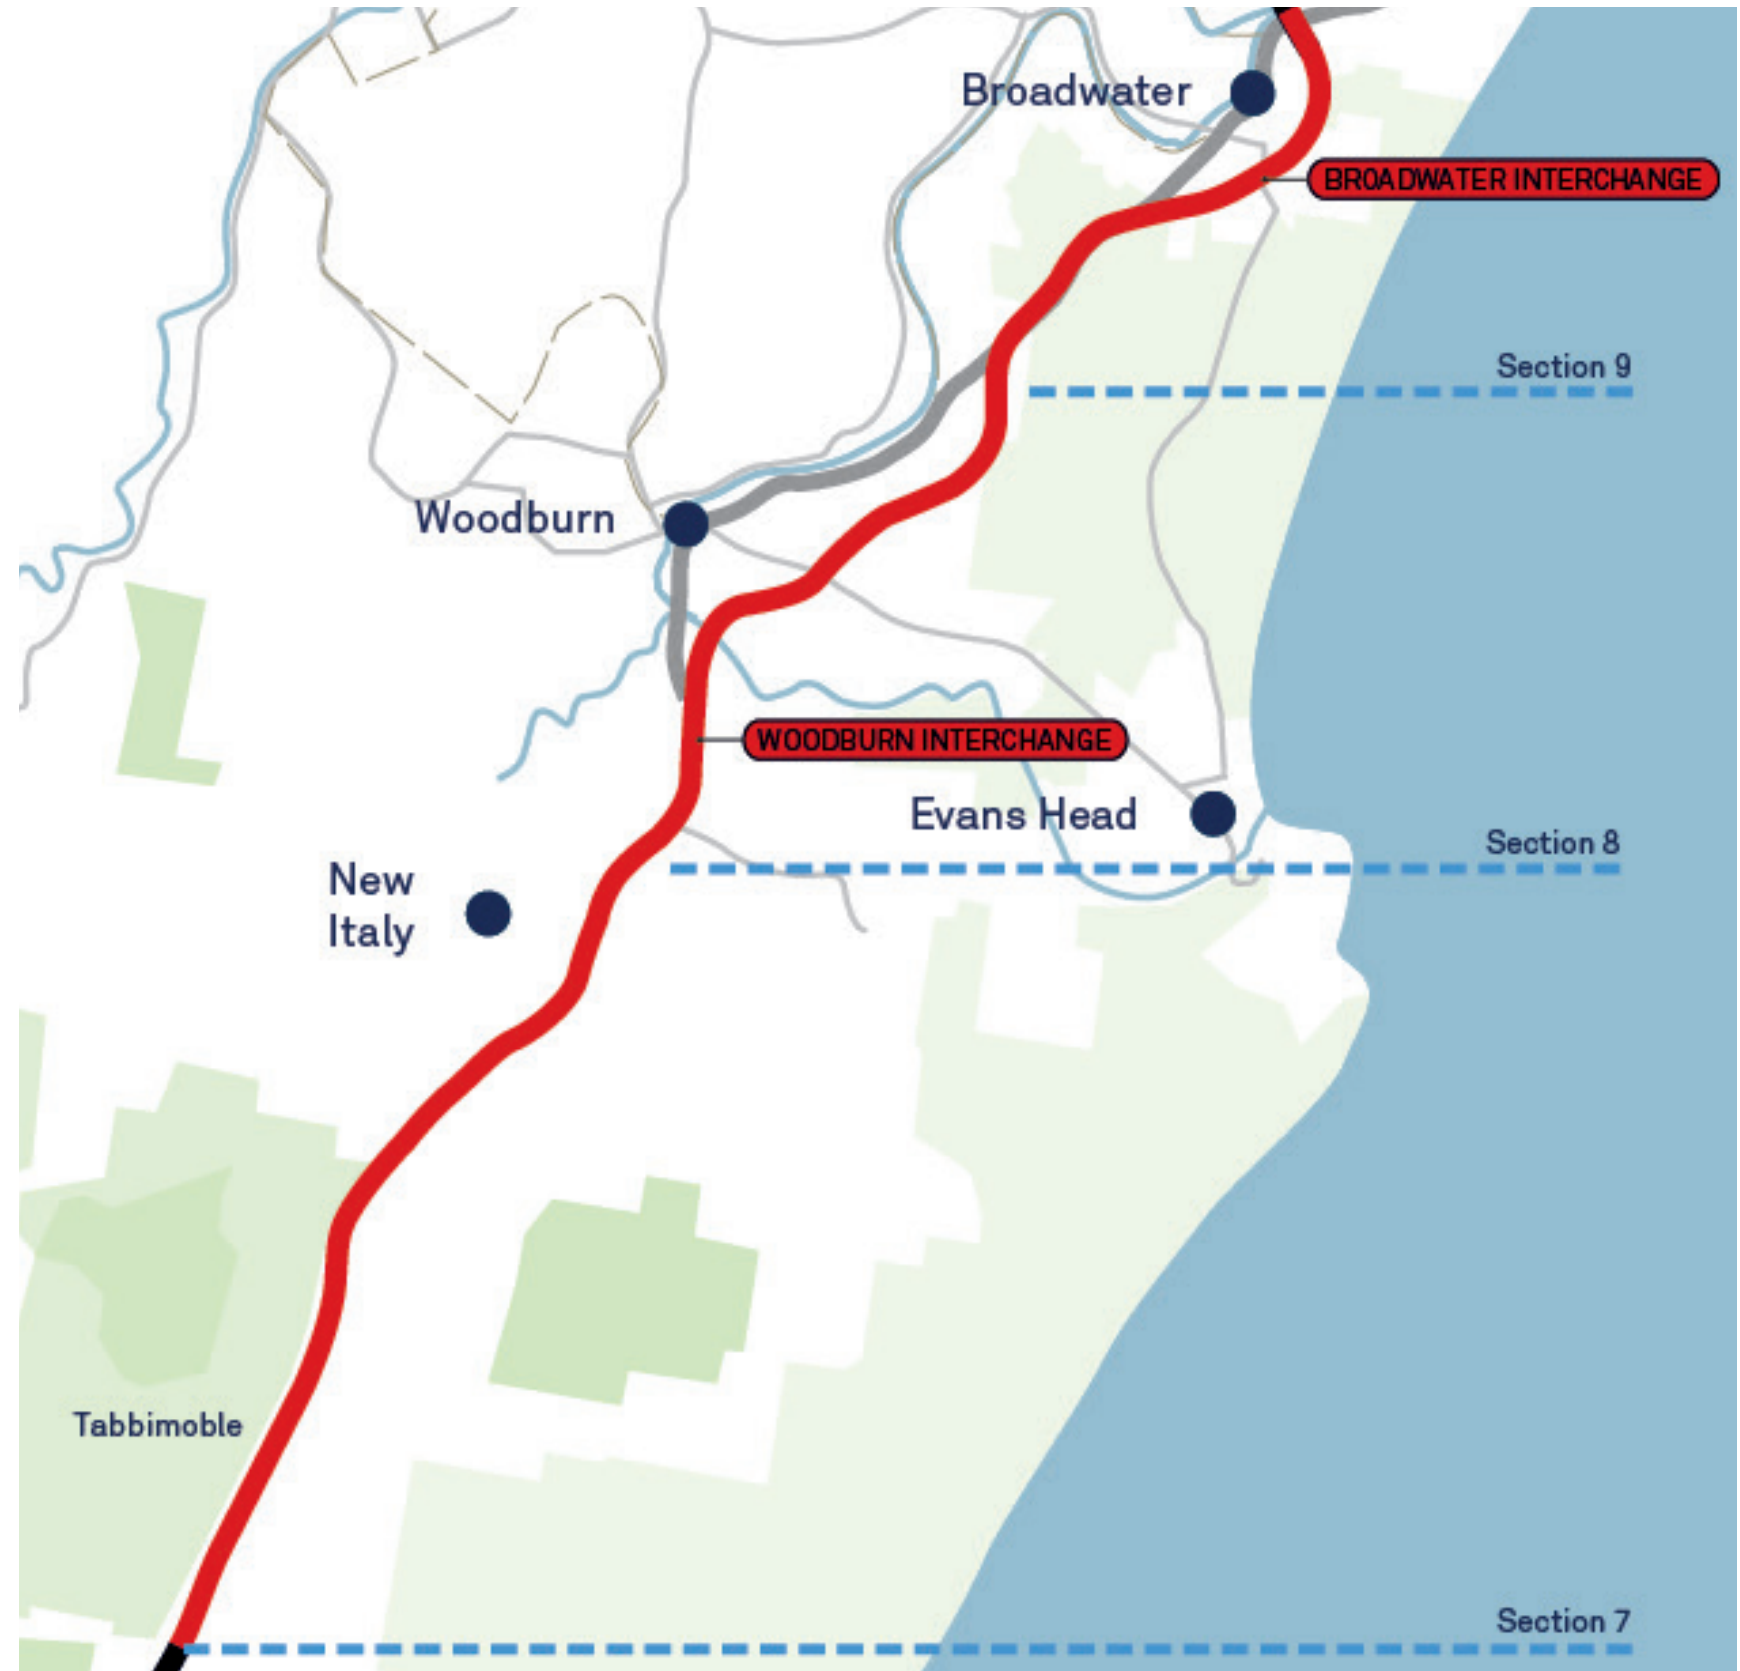 Broadwater
BROADWATER INTERCHANGE
Section 9
Woodburn
WOODBURN INTERCHANGE
Evans Head
Section 8
New
Italy
Tabbimoble
Section 7